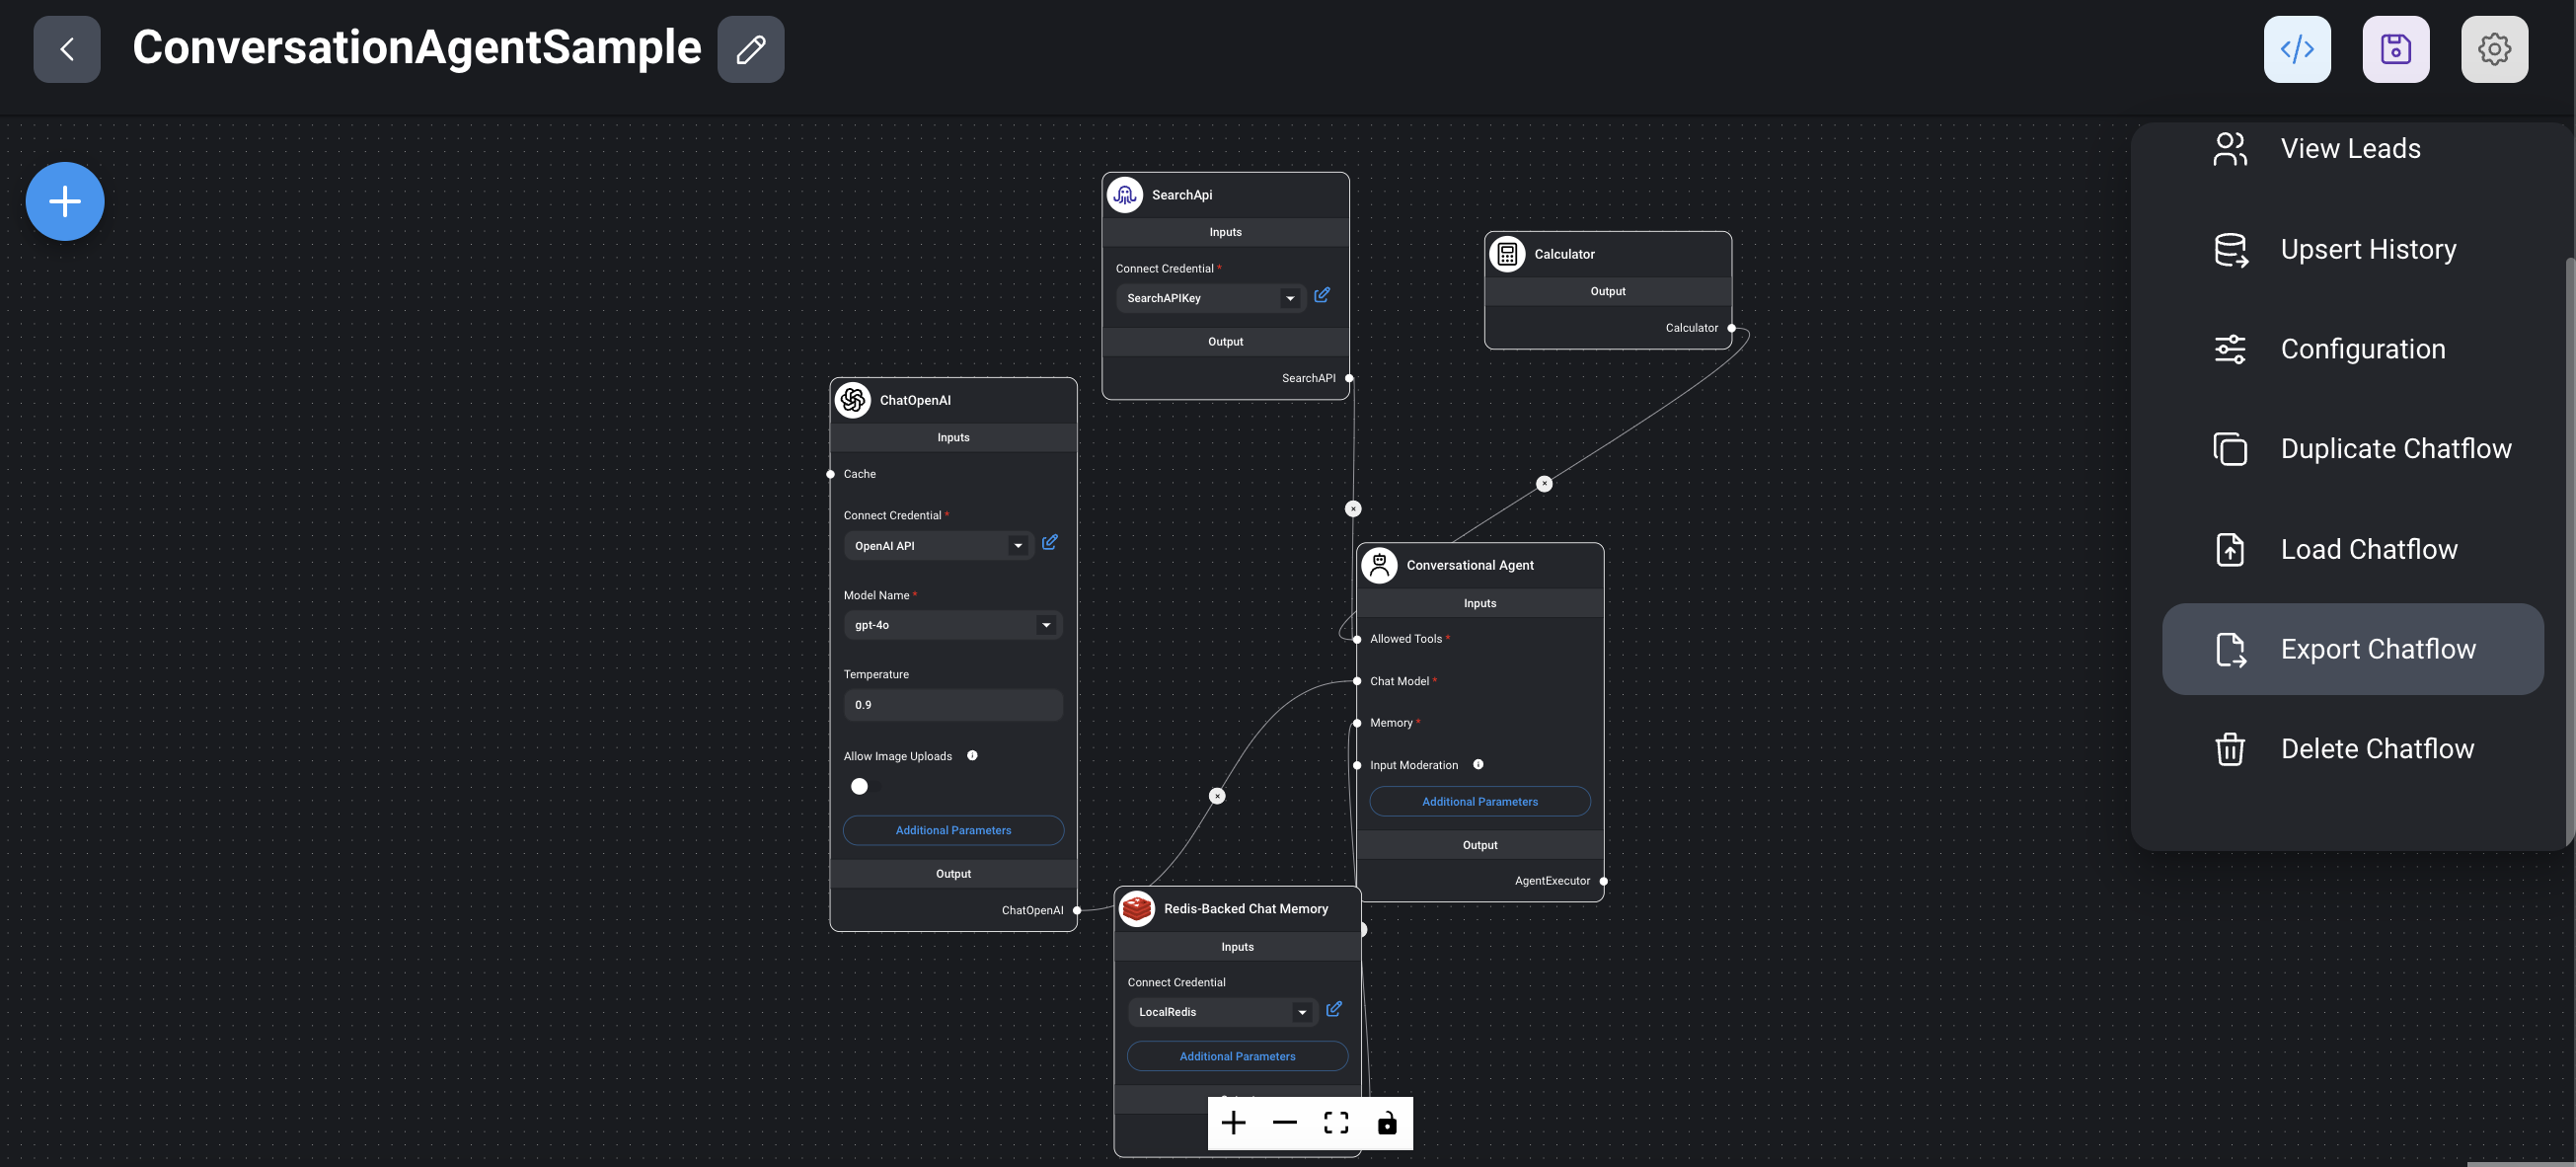 ConversationAgentSample
View Leads
Upsert History
Configuration
Duplicate Chatflow
Load Chatflow
Export Chatflow
Delete Chatflow
SearchApi
Inputs
Connect Credential *
SearchAPIKey
Output
SearchAPI
Calculator
Output
Calculator
ChatOpenAI
Inputs
Cache
Connect Credential *
OpenAI API
Model Name *
gpt-4o
Temperature
0.9
Allow Image Uploads
Additional Parameters
Output
ChatOpenAI
Conversational Agent
Inputs
Allowed Tools *
Chat Model *
Memory *
Input Moderation
Additional Parameters
Output
AgentExecutor
Redis-Backed Chat Memory
Inputs
Connect Credential
LocalRedis
Additional Parameters